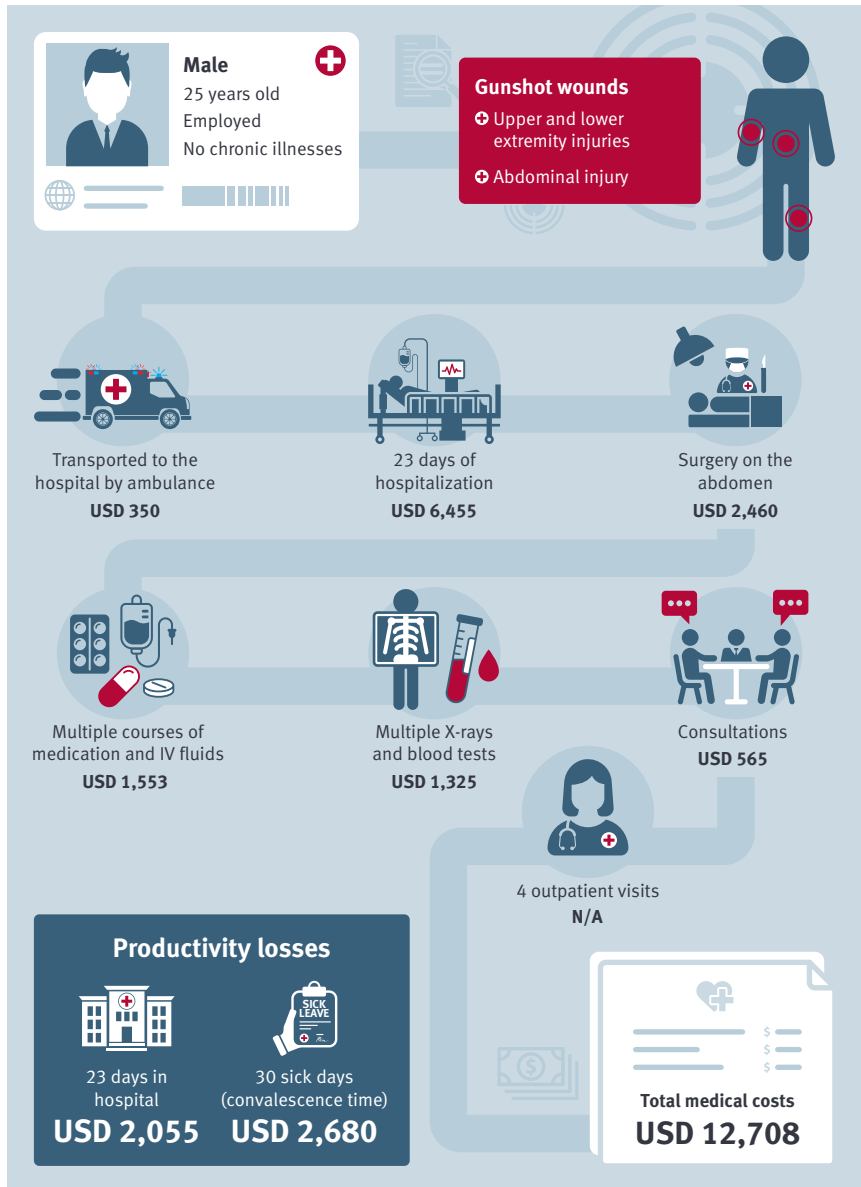 Male
25 years old
Employed
No chronic illnesses
Gunshot wounds
Upper and lower
extremity injuries
Abdominal injury
Transported to the
hospital by ambulance
USD 350
23 days of
hospitalization
USD 6,455
Surgery on the
abdomen
USD 2,460
Multiple courses of
medication and IV fluids
USD 1,553
Multiple X-rays
and blood tests
USD 1,325
Consultations
USD 565
4 outpatient visits
N/A
Productivity losses
SICK
LEAVE
23 days in
hospital
USD 2,055
30 sick days
(convalescence time)
USD 2,680
$
$
$
$
Total medical costs
USD 12,708